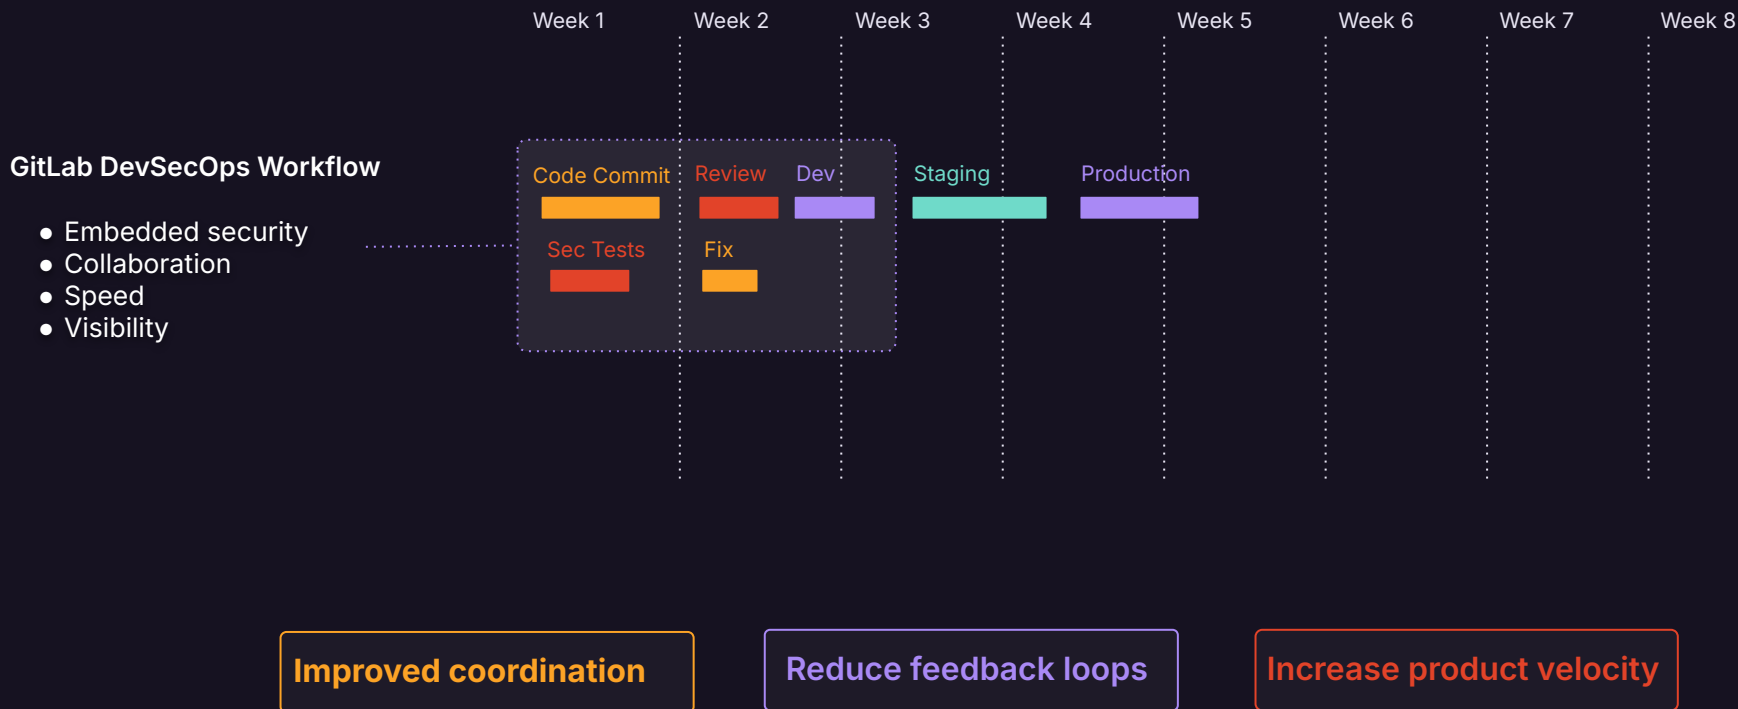 Week 1
Week 2
Week 3
Week 4
Week 5
Week 6
Week 7
Week 8
GitLab DevSecOps Workflow
● Embedded security
● Collaboration
● Speed
● Visibility
Code Commit
Review
Dev
Staging
Production
Sec Tests
Fix
Improved coordination
Reduce feedback loops
Increase product velocity